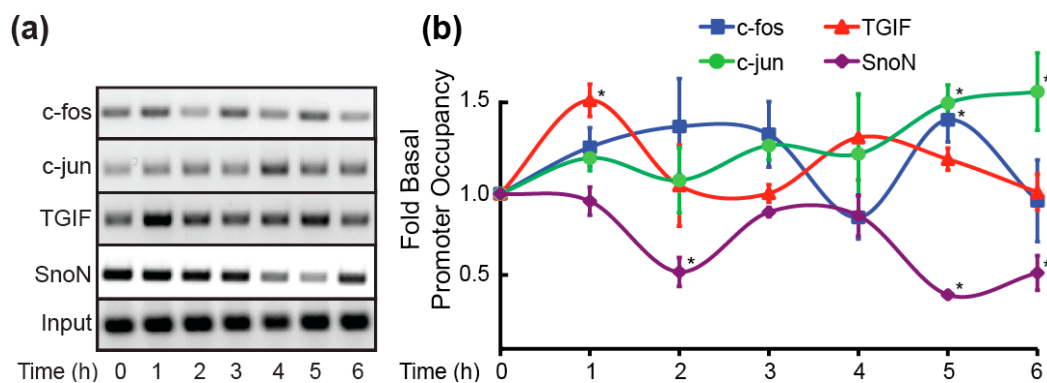 (a)
c-fos
c-jun
TGIF
SnoN
Input
Time (h) 0 1 2 3 4 5 6
(b)
c-fos TGIF
c-jun SnoN
Fold Basal
Promoter Occupancy
1.5
1.0
0.5
* * * * * * *
Time (h) 0 1 2 3 4 5 6